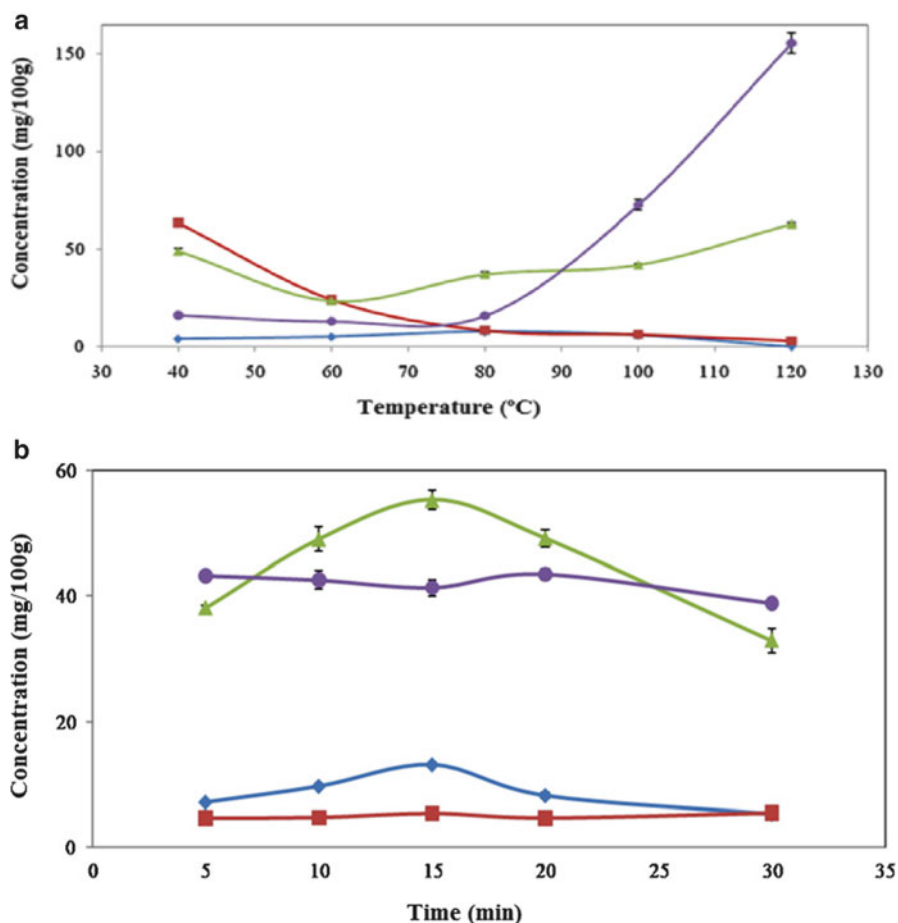 a
Concentration (mg/100g)
150
100
50
0
30 40 50 60 70 80 90 100 110 120 130
Temperature (ºC)
b
Concentration (mg/100g)
60
40
20
0
0 5 10 15 20 25 30 35
Time (min)